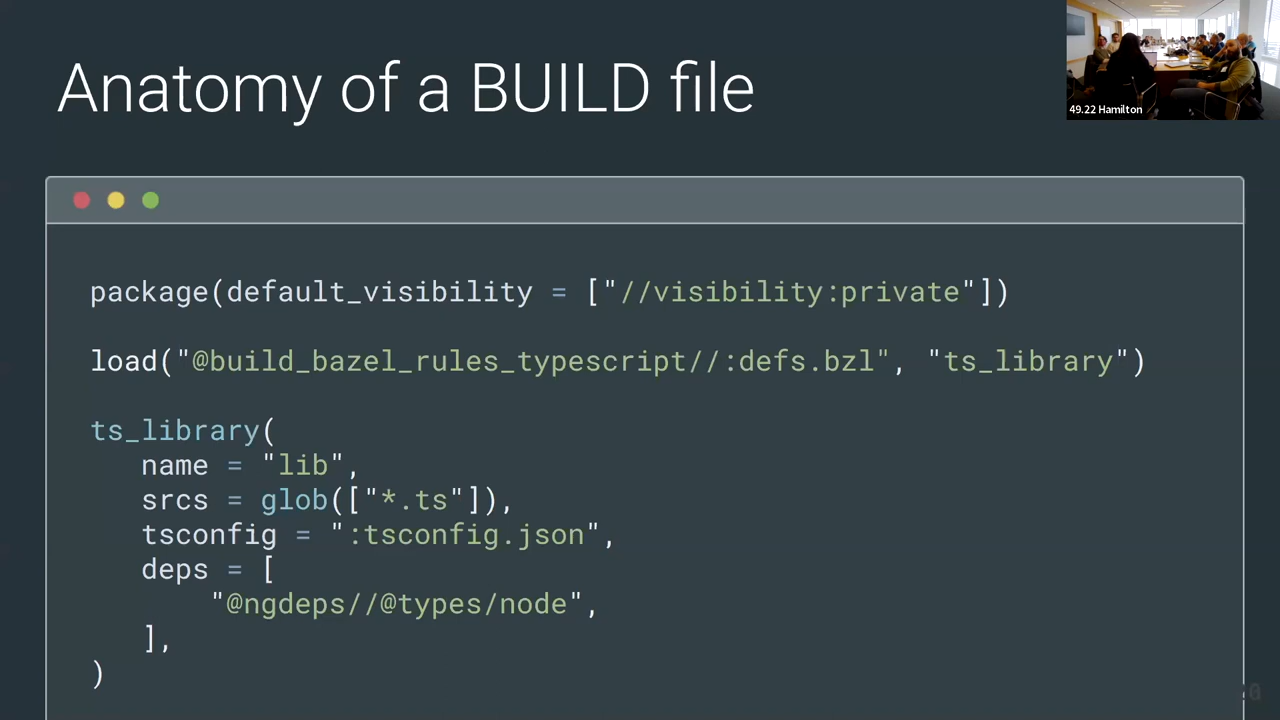 Anatomy of a BUILD file
49.22 Hamilton
package(default_visibility = ["//visibility:private"])
load("@build_bazel_rules_typescript//:defs.bzl", "ts_library")
ts_library(
name = "lib",
srcs = glob(["*.ts"]),
tsconfig = ":tsconfig.json",
deps = [
"@ngdeps//@types/node",
],
)